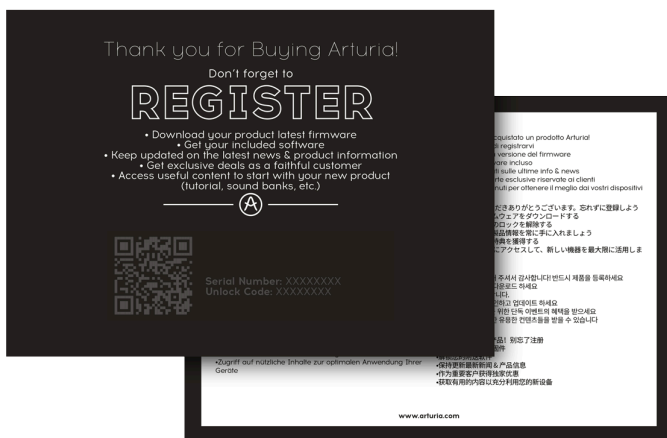 Thank you for Buying Arturia!
Don't forget to
REGISTER
• Download your product latest firmware
• Get your included software
• Keep updated on the latest news & product information
• Get exclusive deals as a faithful customer
• Access useful content to start with your new product
(tutorial, sound banks, etc.)
Serial Number: XXXXXXXX
Unlock Code: XXXXXXXX
acquistato un prodotto Arturia!
di registrarvi
versione del firmware
incluso
sulle ultime info & news
esclusive riservate ai clienti
per ottenere il meglio dai vostri dispositivi
だきありがとうございます。忘れずに登録しよう
ウェアをダウンロードする
のロックを解除する
品情報を常に手に入れましょう
特典を獲得する
にアクセスして、新しい機器を最大限に活用しま
주셔서 감사합니다! 반드시 제품을 등록하세요
다운로드 하세요
니다.
하고 업데이트 하세요
위한 단독 이벤트의 혜택을 받으세요
유용한 컨텐츠들을 받을 수 있습니다
品！别忘了注册
固件
•保持更新最新新闻 & 产品信息
•作为重要客户获得独家优惠
•获取有用的内容以充分利用您的新设备
•Zugriff auf nützliche Inhalte zur optimalen Anwendung Ihrer
Geräte
www.arturia.com